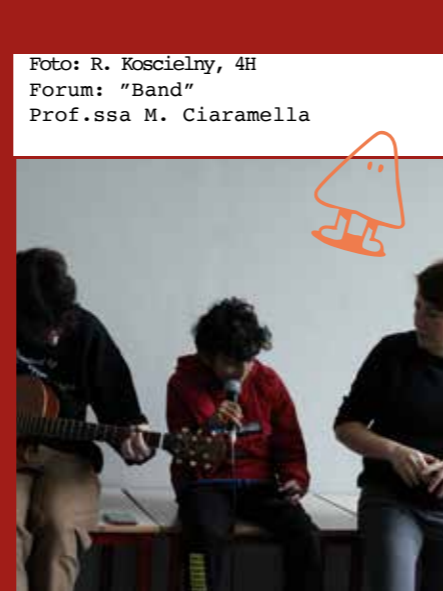 Foto: R. Koscielny, 4H
Forum: ”Band”
Prof.ssa M. Ciaramella